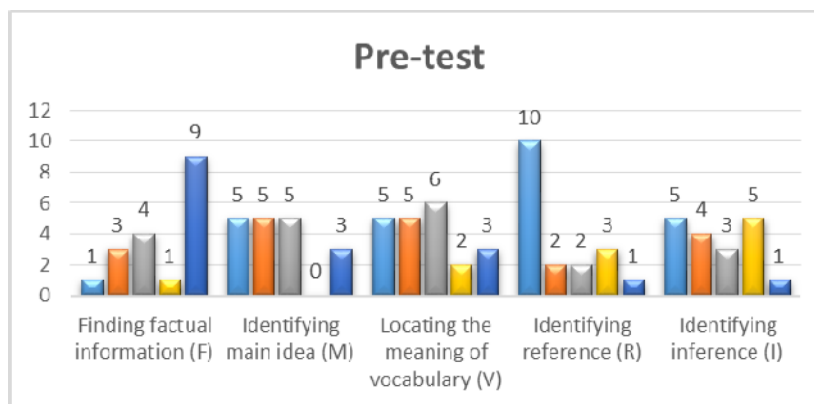 Pre-test
12
10
8
6
4
2
0
1 3 4 1 9
5 5 5 0 3
5 5 6 2 3
10 2 2 3 1
5 4 3 5 1
Finding factual
information (F)
Identifying
main idea (M)
Locating the
meaning of
vocabulary (V)
Identifying
reference (R)
Identifying
inference (I)